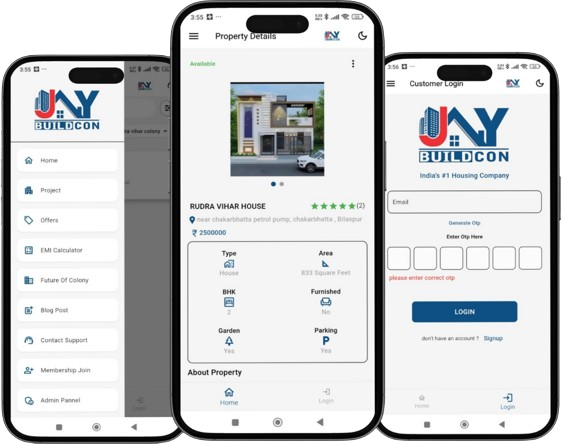 3:55
JAY
BUILDCON
Home
Project
Offers
EMI Calculator
Future Of Colony
Blog Post
Contact Support
Membership Join
Admin Pannel
ra vihar colony
Login
3:55
Property Details
Available
RUDRA VIHAR HOUSE
(2)
near chakarbhatta petrol pump, chakarbhatta , Bilaspur
₹ 2500000
Type
House
Area
833 Square Feet
BHK
2
Furnished
No
Garden
Yes
Parking
P
Yes
About Property
Home
Login
3:56
Customer Login
JAY
BUILDCON
India's #1 Housing Company
Email
Generate Otp
Enter Otp Here
please enter correct otp
LOGIN
don't have an account ? Signup
Home
Login